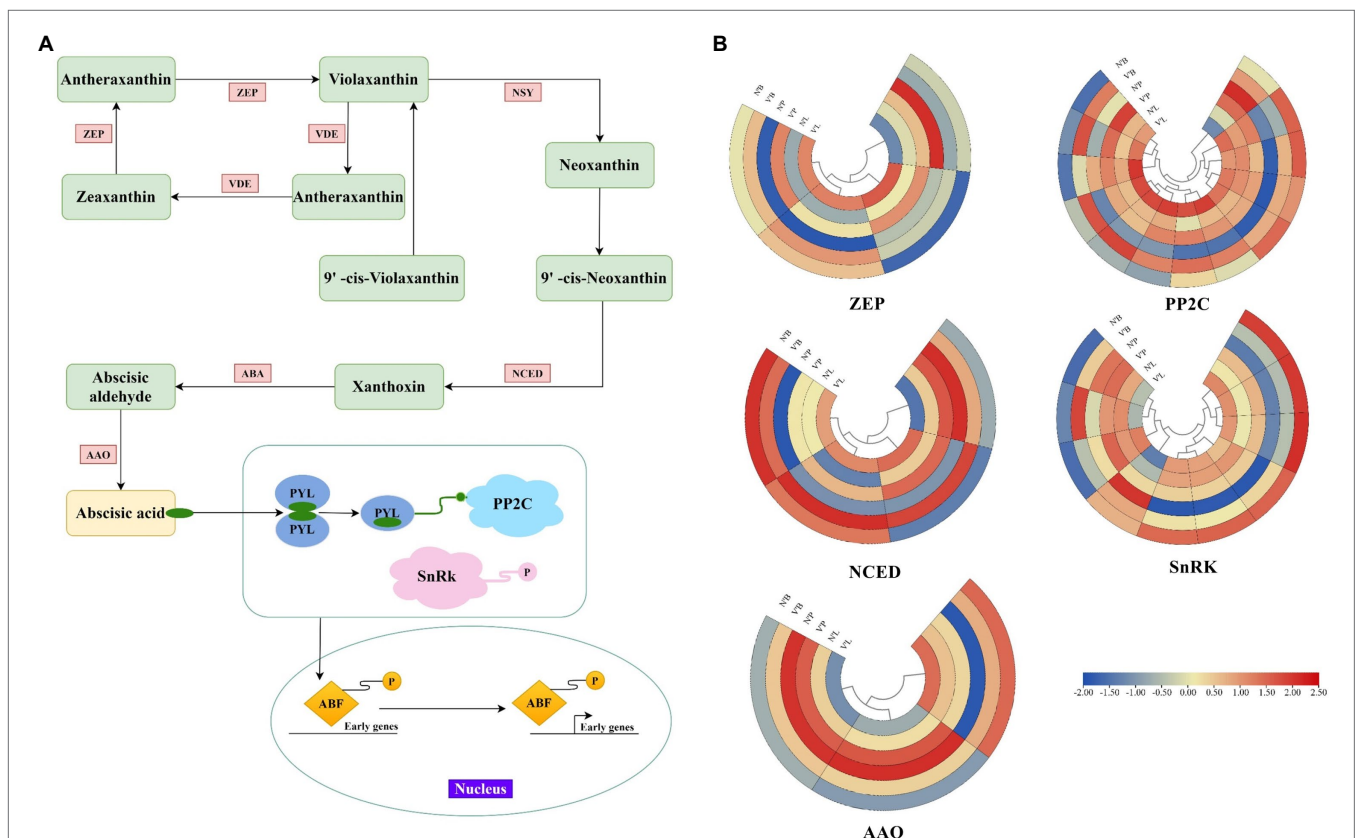 A
Antheraxanthin
ZEP
Violaxanthin
NSY
ZEP
VDE
Neoxanthin
Zeaxanthin
VDE
Antheraxanthin
9' -cis-Violaxanthin
9' -cis-Neoxanthin
Abscisic
aldehyde
ABA
Xanthoxin
NCED
AAO
Abscisic acid
PYL
PYL
PYL
PP2C
SnRk
P
ABF
P
Early genes
ABF
P
Early genes
Nucleus
B
N'B
V'B
N'P
V'P
N'L
V'L
ZEP
N'B
V'B
N'P
V'P
N'L
V'L
PP2C
N'B
V'B
N'P
V'P
N'L
V'L
NCED
N'B
V'B
N'P
V'P
N'L
V'L
SnRK
N'B
V'B
N'P
V'P
N'L
V'L
AAO
-2.00 -1.50 -1.00 -0.50 0.00 0.50 1.00 1.50 2.00 2.50